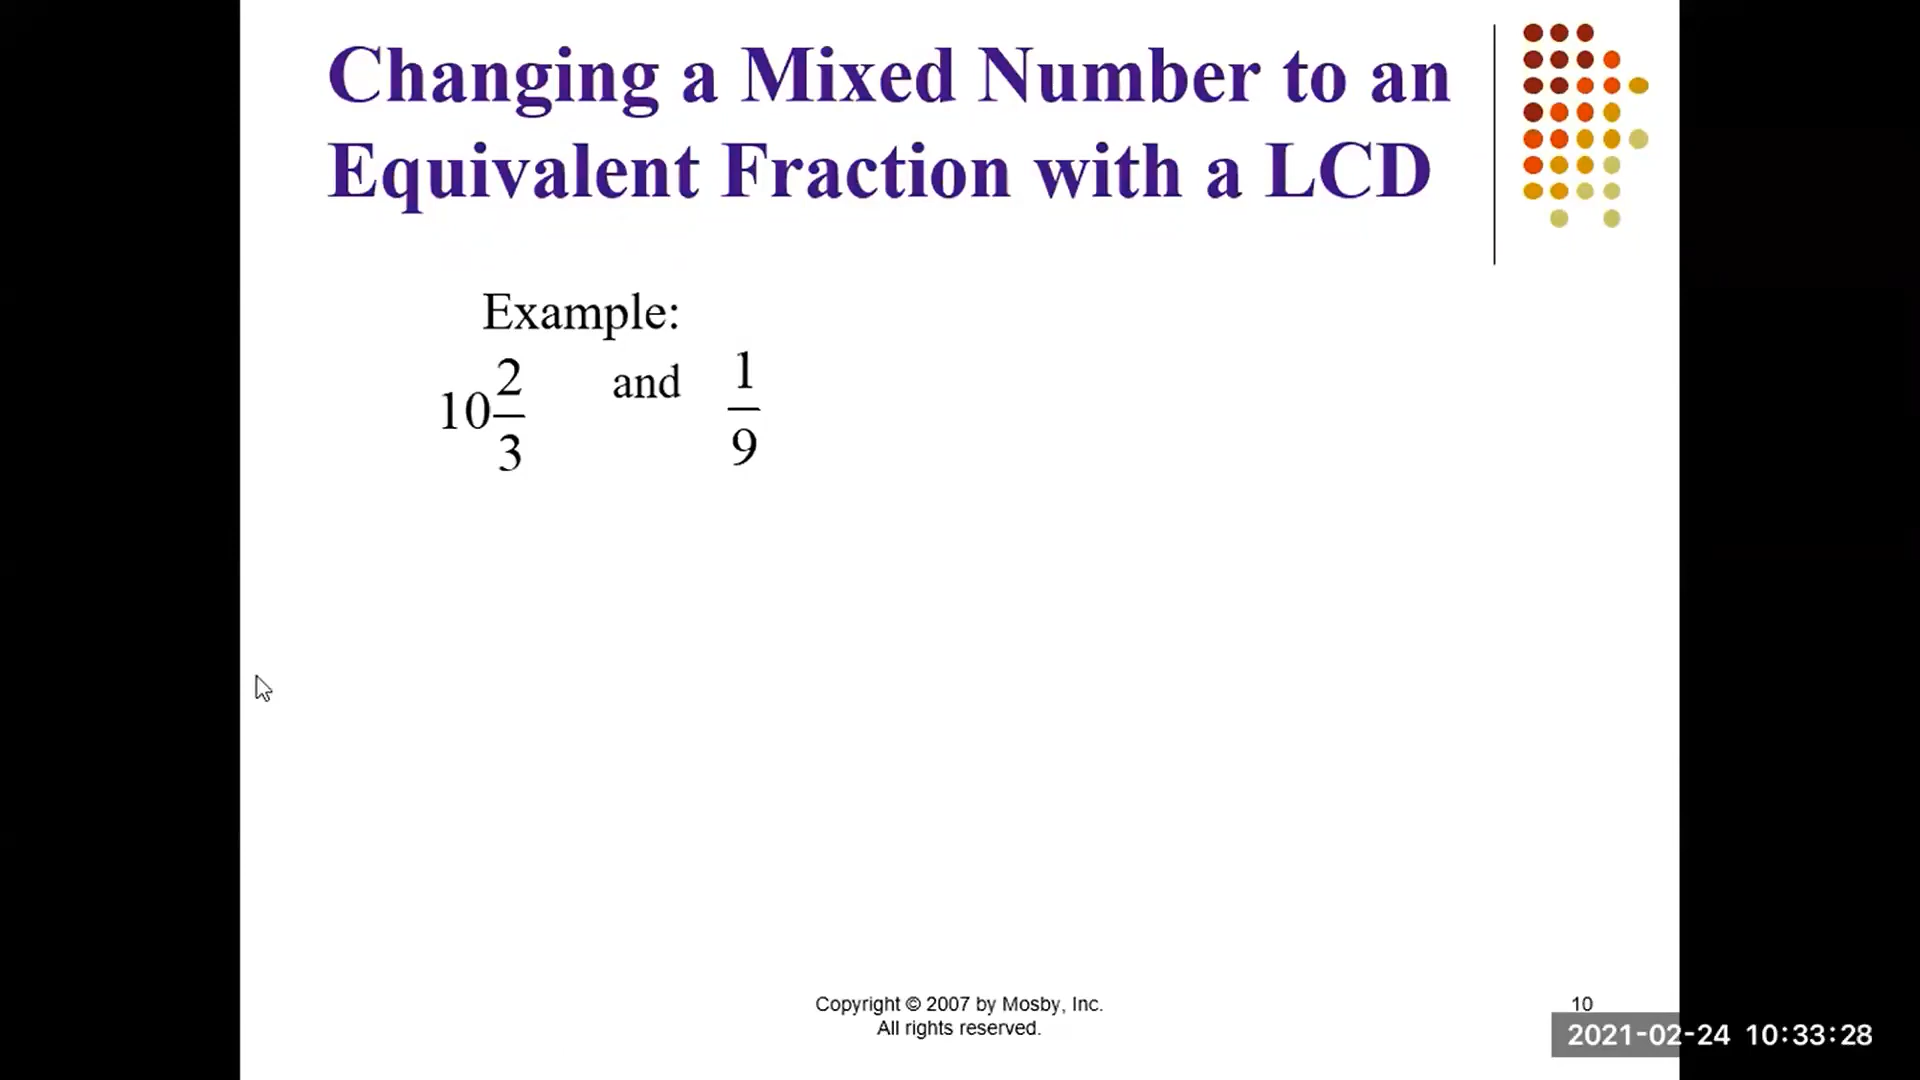 Changing a Mixed Number to an
Equivalent Fraction with a LCD
Example:
10 2/3 and 1/9
Copyright © 2007 by Mosby, Inc.
All rights reserved.
10
2021-02-24 10:33:28